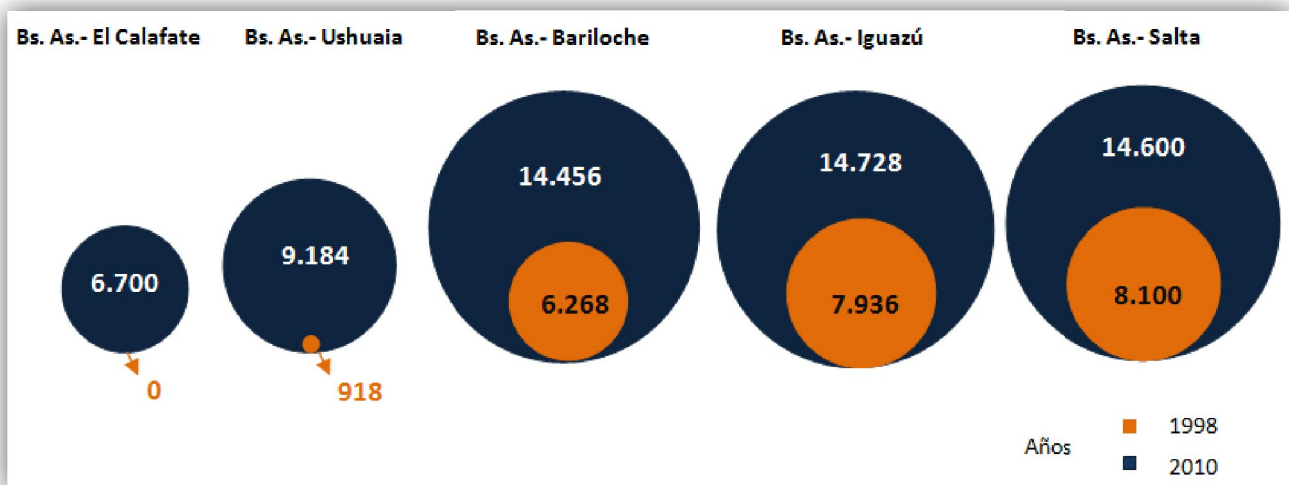 Bs. As.- El Calafate
Bs. As.- Ushuaia
Bs. As.- Bariloche
Bs. As.- Iguazú
Bs. As.- Salta
6.700
0
9.184
918
14.456
6.268
14.728
7.936
14.600
8.100
Años
1998
2010